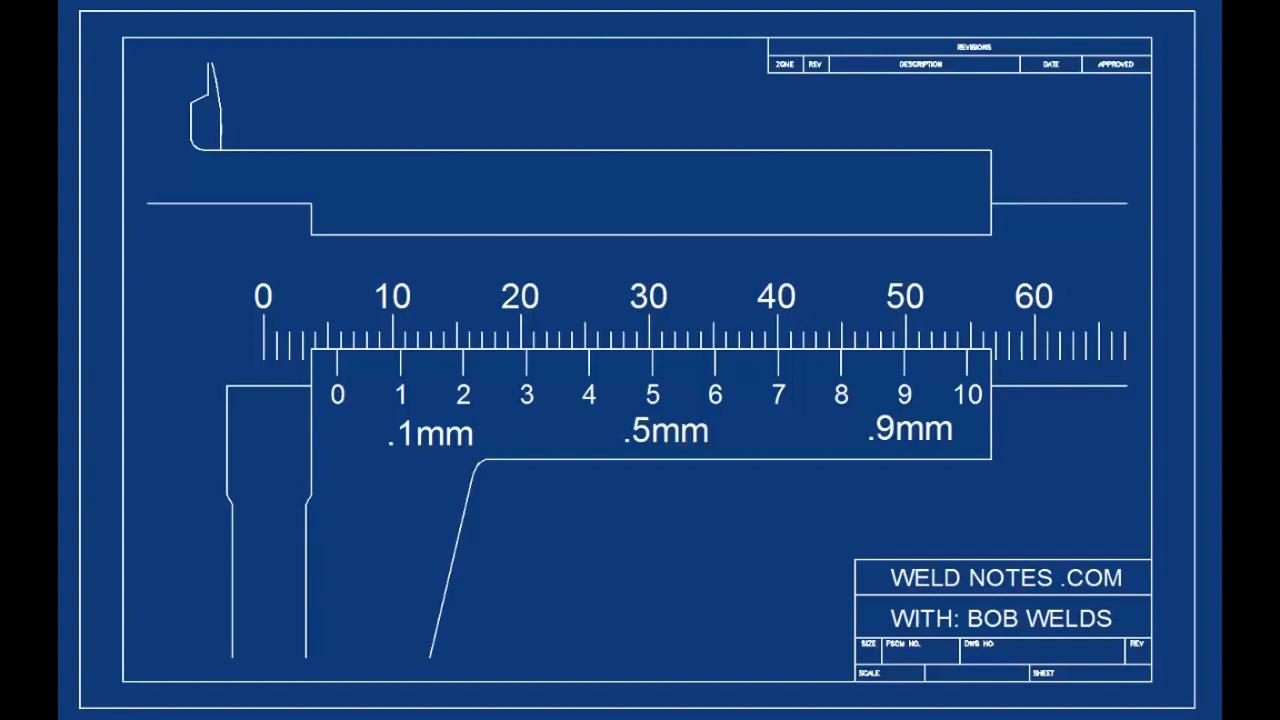 REVISIONS
ZONE REV DESCRIPTION DATE APPROVED
0 10 20 30 40 50 60
0 1 2 3 4 5 6 7 8 9 10
.1mm .5mm .9mm
WELD NOTES .COM
WITH: BOB WELDS
SIZE FSCM NO. DWG NO. REV
SCALE SHEET